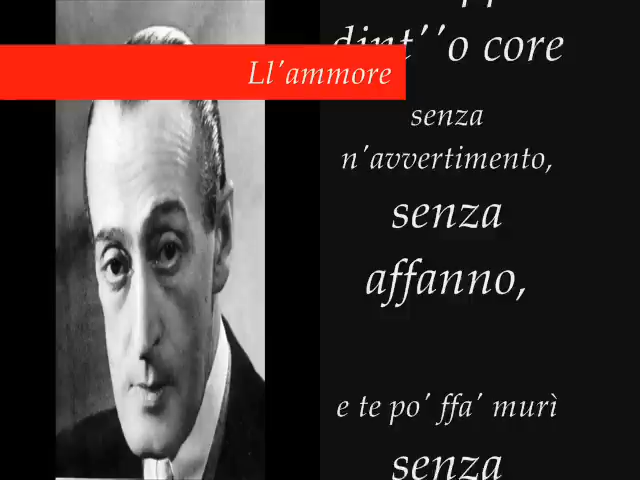 Ll'ammore
dint''o core
senza
n'avvertimento,
senza
affanno,
e te po' ffa' murì
senza